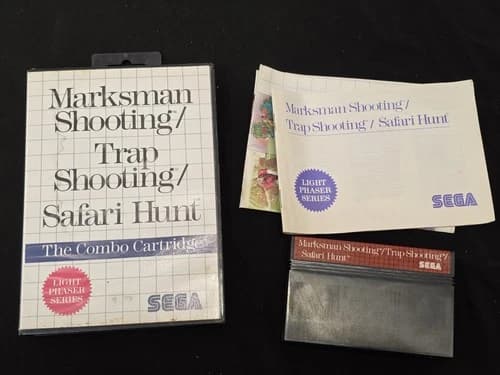 Marksman
Shooting/
Trap
Shooting/
Safari Hunt
The Combo Cartridge
LIGHT
PHASER
SERIES
SEGA
Marksman Shooting/
Trap Shooting / Safari Hunt
LIGHT
PHASER
SERIES
SEGA
Marksman Shooting/Trap Shooting/
Safari Hunt
SEGA